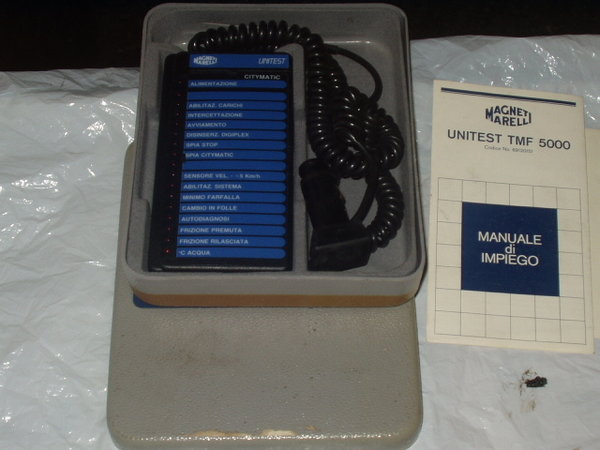 MAGNETI
MARELLI
UNITEST
CITYMATIC
ALIMENTAZIONE
ABILITAZ. CARICHI
INTERCETTAZIONE
AVVIAMENTO
DISINSERZ. DIGIPLEX
SPIA STOP
SPIA CITYMATIC
SENSORE VEL. - ÷5 Km/h
ABILITAZ. SISTEMA
MINIMO FARFALLA
CAMBIO IN FOLLE
AUTODIAGNOSI
FRIZIONE PREMUTA
FRIZIONE RILASCIATA
°C ACQUA
MAGNETI
MARELLI
UNITEST TMF 5000
Codice No.
MANUALE
di
IMPIEGO